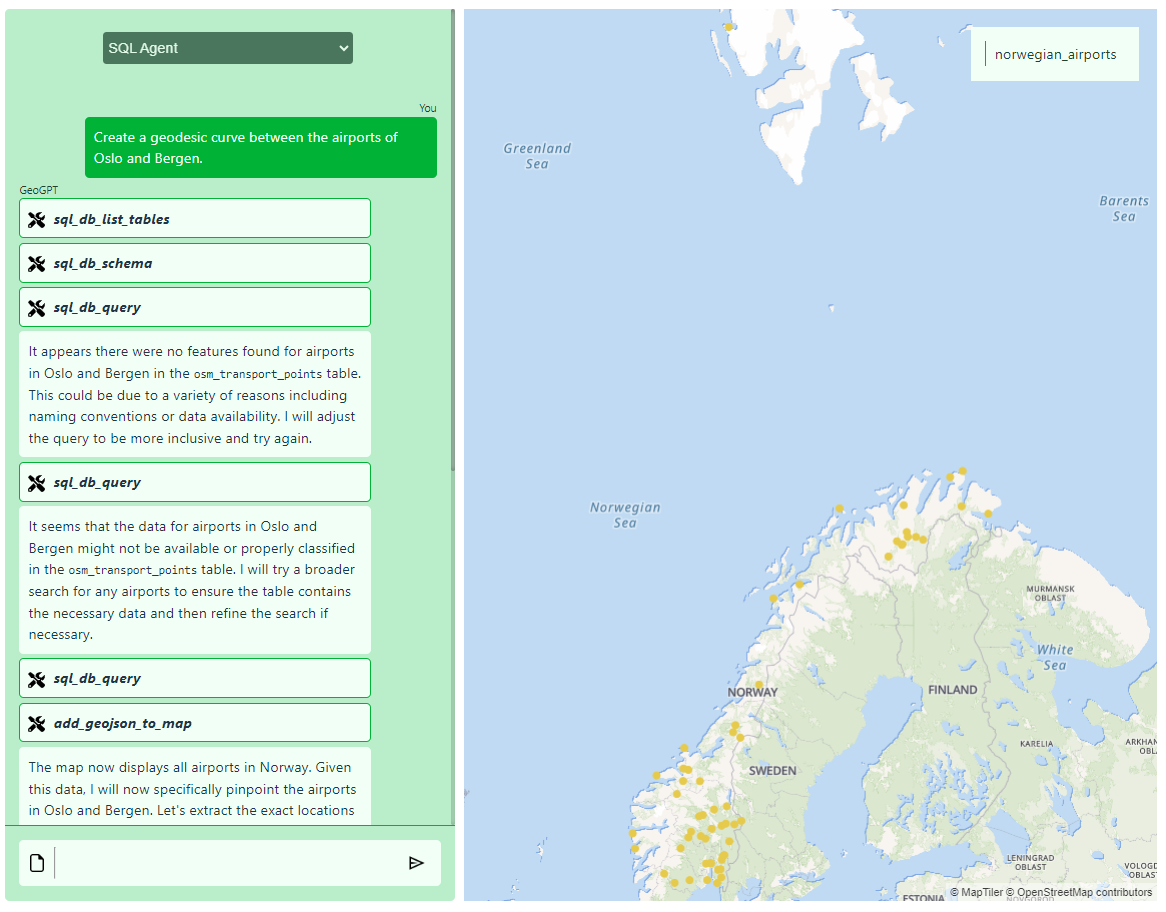 SQL Agent
You
Create a geodesic curve between the airports of
Oslo and Bergen.
GeoGPT
sql_db_list_tables
sql_db_schema
sql_db_query
It appears there were no features found for airports
in Oslo and Bergen in the osm_transport_points table.
This could be due to a variety of reasons including
naming conventions or data availability. I will adjust
the query to be more inclusive and try again.
sql_db_query
It seems that the data for airports in Oslo and
Bergen might not be available or properly classified
in the osm_transport_points table. I will try a broader
search for any airports to ensure the table contains
the necessary data and then refine the search if
necessary.
sql_db_query
add_geojson_to_map
The map now displays all airports in Norway. Given
this data, I will now specifically pinpoint the airports
in Oslo and Bergen. Let's extract the exact locations
norwegian_airports
Greenland
Sea
Barents
Sea
Norwegian
Sea
MURMANSK
OBLAST
White
Sea
NORWAY
FINLAND
KARELIA
ARKHAN
OBL
SWEDEN
LENINGRAD
OBLAST
VOLOGD
OBLAST
ESTONIA
NOVGOROD
© MapTiler © OpenStreetMap contributors